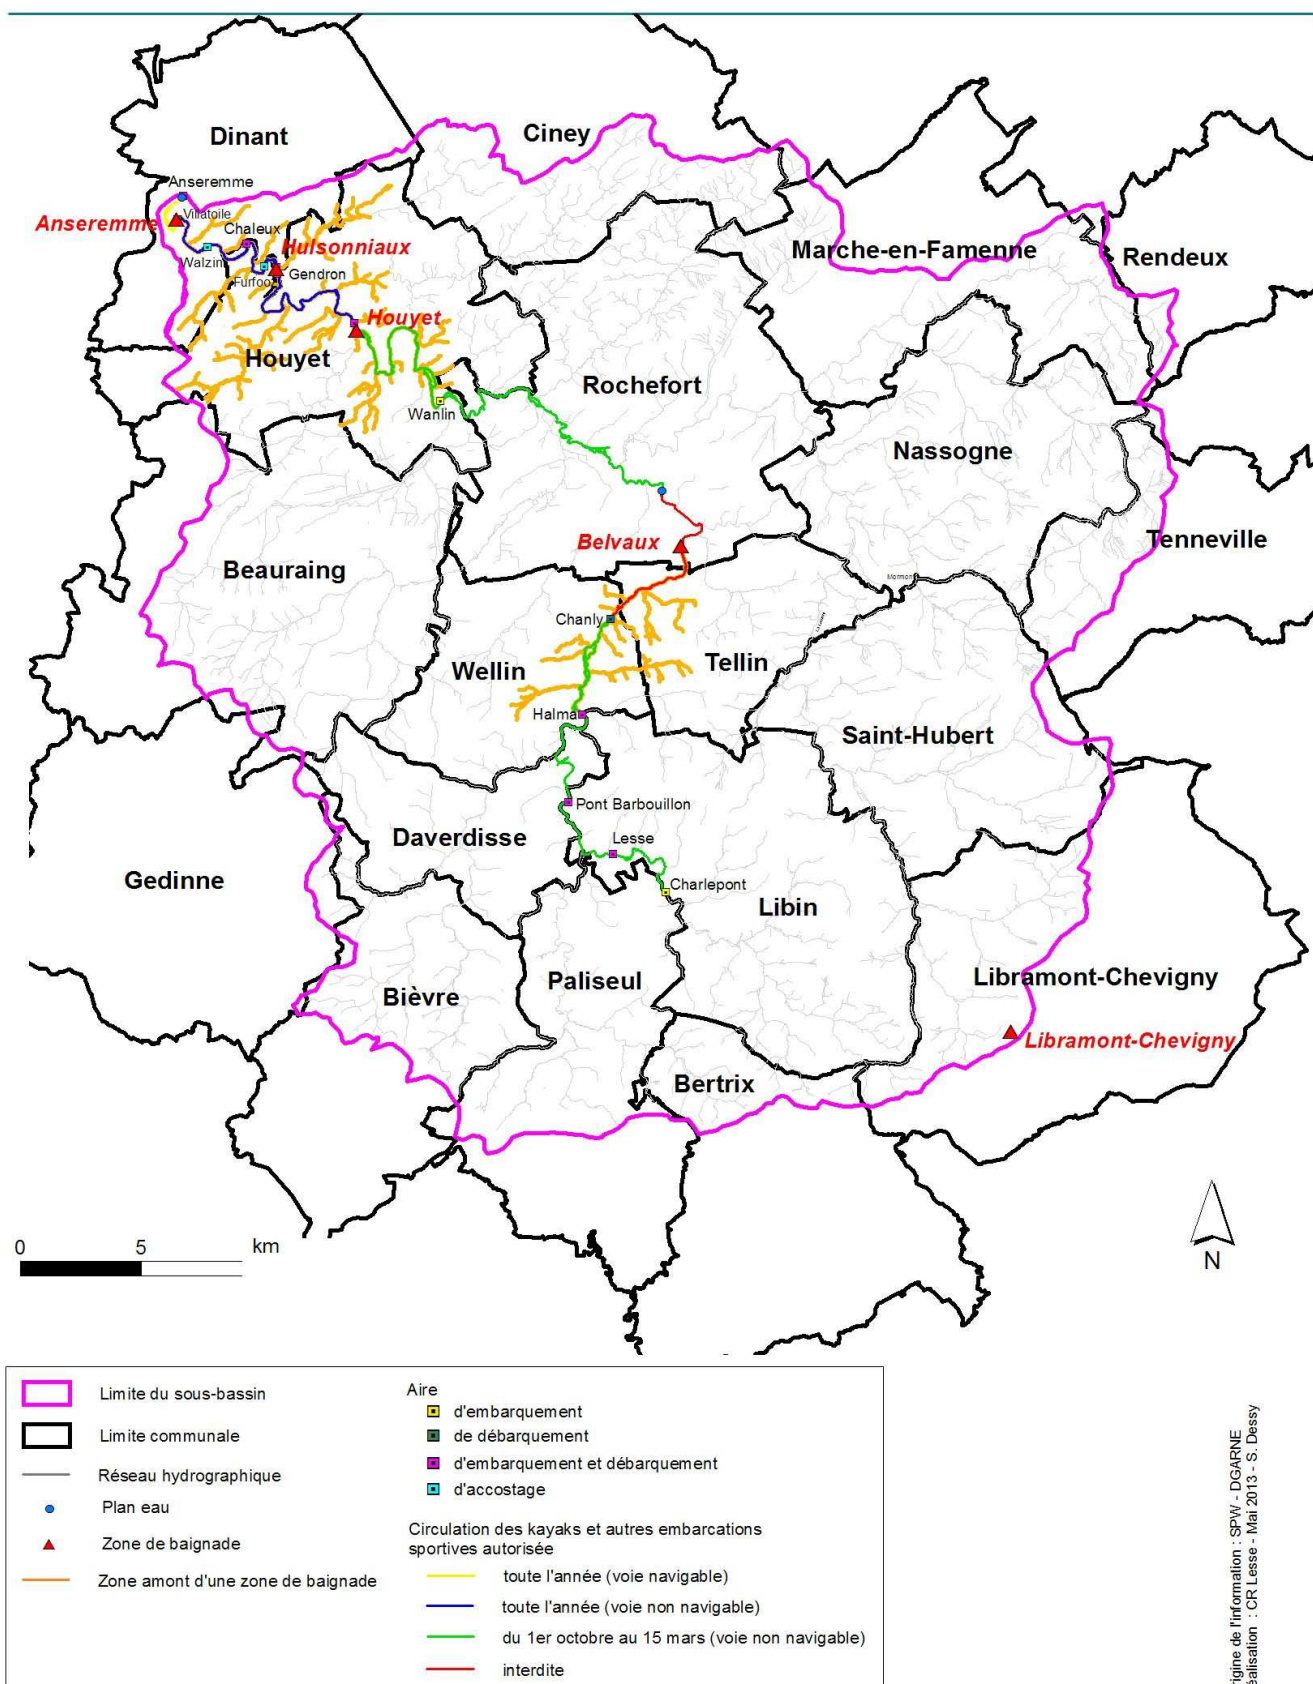 Dinant
Ciney
Anseremme
Anseremme
Villatoile
Chaleux
Walzin
Hulsonniaux
Furfooz
Gendron
Marche-en-Famenne
Rendeux
Houyet
Houyet
Rochefort
Wanlin
Nassogne
Belvaux
Tenneville
Beauraing
Chanly
Wellin
Tellin
Halma
Saint-Hubert
Pont Barbouillon
Daverdisse
Lesse
Gedinne
Charlepont
Libin
Libramont-Chevigny
Paliseul
Bièvre
Libramont-Chevigny
Bertrix
0 5 km
N
Limite du sous-bassin
Limite communale
Réseau hydrographique
Plan eau
Zone de baignade
Zone amont d'une zone de baignade
Aire
d'embarquement
de débarquement
d'embarquement et débarquement
d'accostage
Circulation des kayaks et autres embarcations
sportives autorisée
toute l'année (voie navigable)
toute l'année (voie non navigable)
du 1er octobre au 15 mars (voie non navigable)
interdite
rigine de l'information : SPW - DGARNE
éalisation : CR Lesse - Mai 2013 - S. Dessy